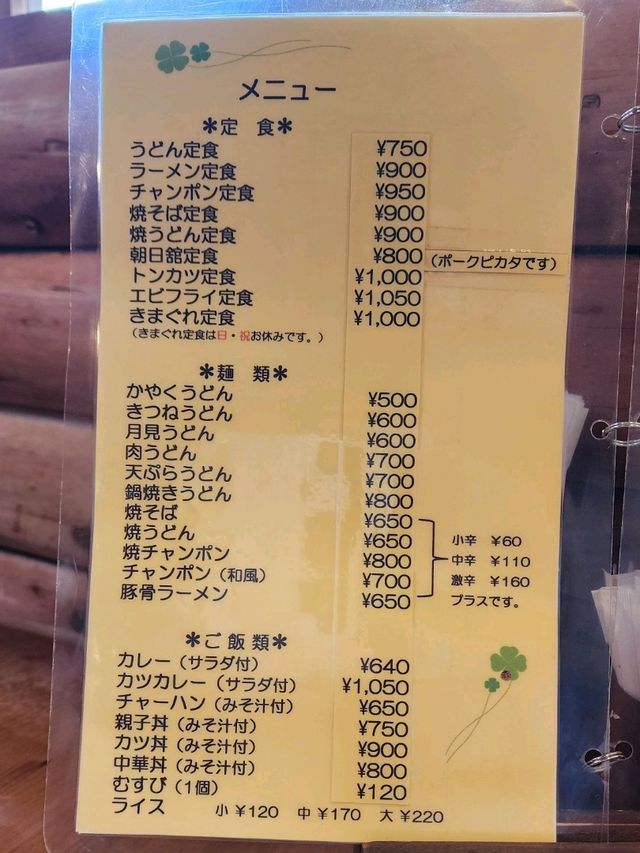 メニュー
＊定　食＊
うどん定食 ¥750
ラーメン定食 ¥900
チャンポン定食 ¥950
焼そば定食 ¥900
焼うどん定食 ¥900
朝日舘定食 ¥800 （ポークピカタです）
トンカツ定食 ¥1,000
エビフライ定食 ¥1,050
きまぐれ定食 ¥1,000
（きまぐれ定食は日・祝お休みです。）
＊麺　類＊
かやくうどん ¥500
きつねうどん ¥600
月見うどん ¥600
肉うどん ¥700
天ぷらうどん ¥700
鍋焼きうどん ¥800
焼そば ¥650
焼うどん ¥650
焼チャンポン ¥800
チャンポン（和風） ¥700
豚骨ラーメン ¥650
小辛　¥60
中辛　¥110
激辛　¥160
プラスです。
＊ご飯類＊
カレー（サラダ付） ¥640
カツカレー（サラダ付） ¥1,050
チャーハン（みそ汁付） ¥650
親子丼（みそ汁付） ¥750
カツ丼（みそ汁付） ¥900
中華丼（みそ汁付） ¥800
むすび（1個） ¥120
ライス　小 ¥120　中 ¥170　大 ¥220